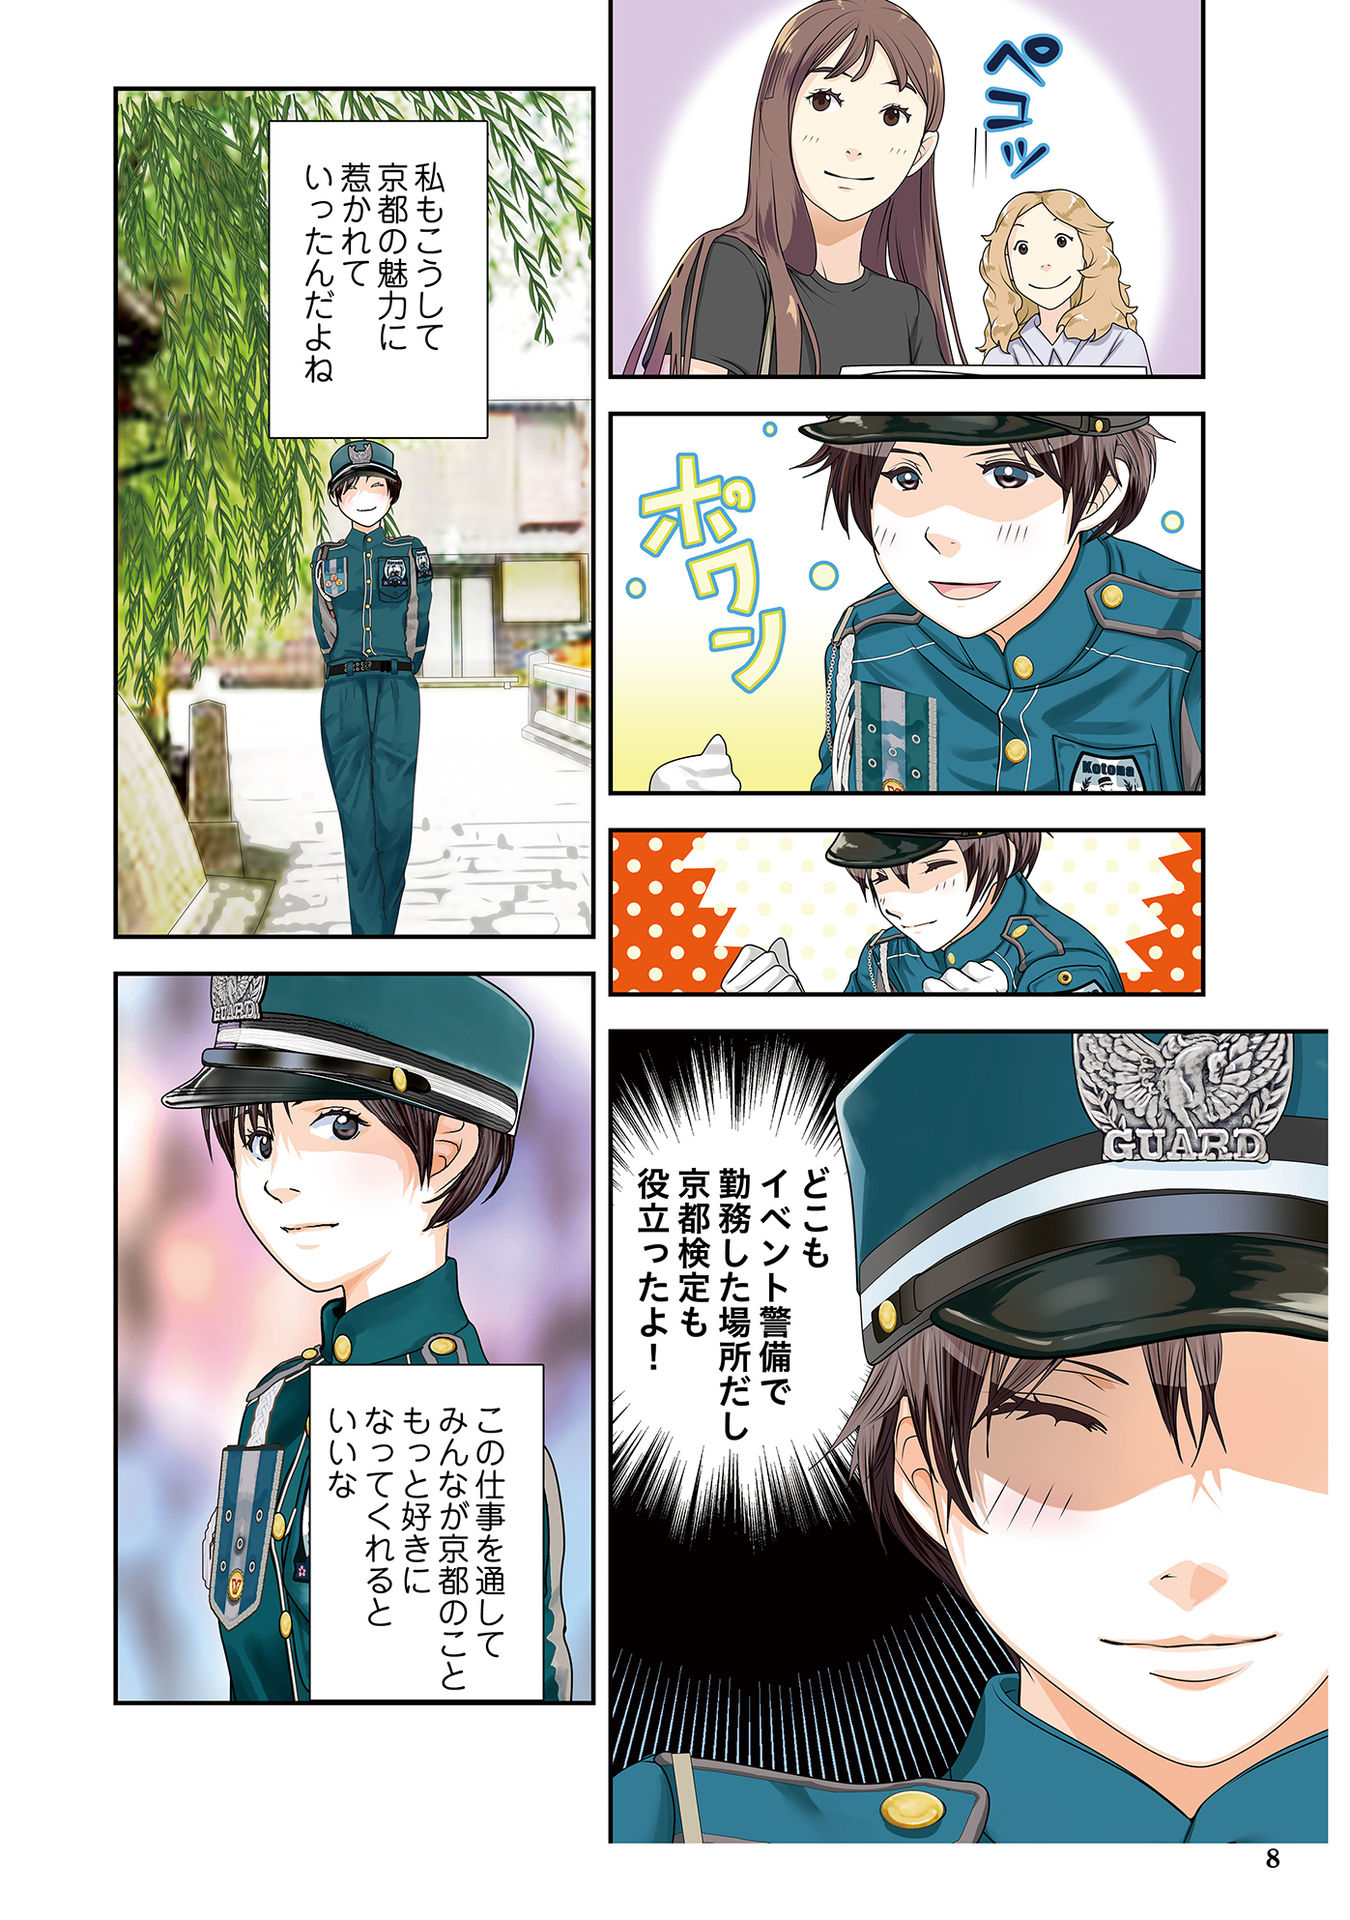 ペコッ
ポワン
Kotona
GUARD
どこも
イベント警備で
勤務した場所だし
京都検定も
役立ったよ！
私もこうして
京都の魅力に
惹かれて
いったんだよね
GUARD
この仕事を通して
みんなが京都のこと
もっと好きに
なってくれると
いいな
8